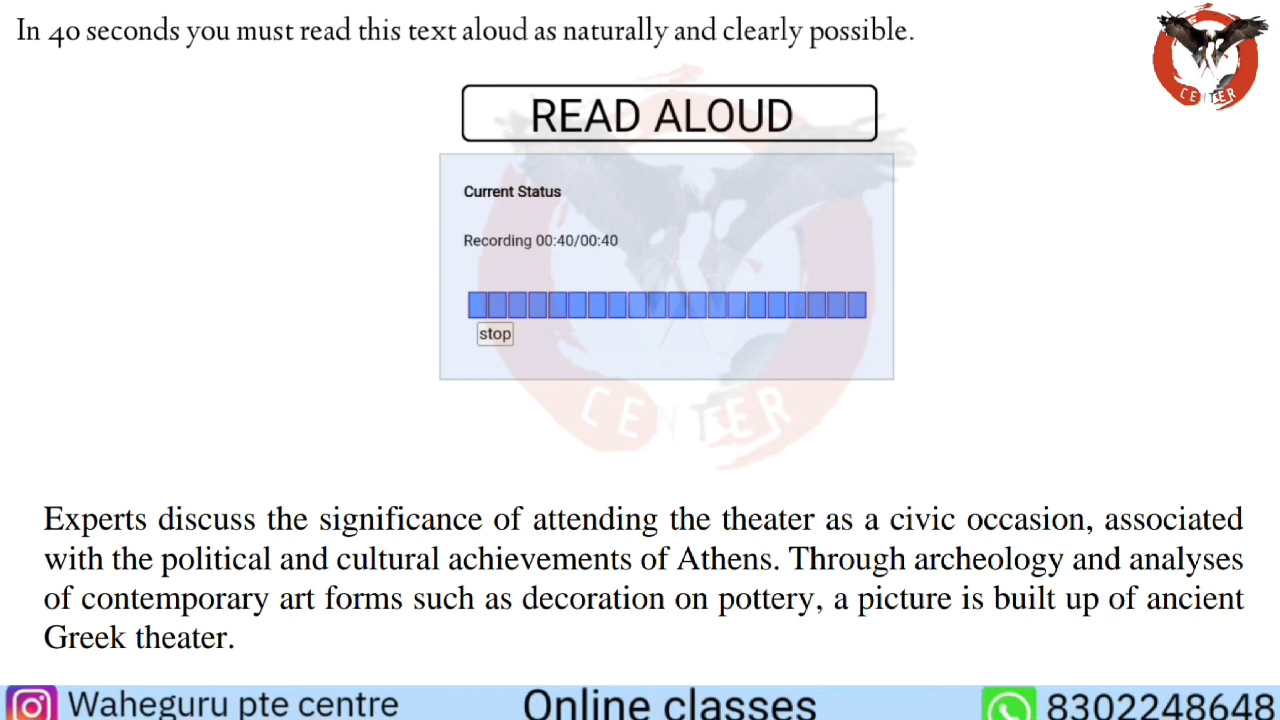 In 40 seconds you must read this text aloud as naturally and clearly possible.
CENTER
READ ALOUD
Current Status
Recording 00:40/00:40
stop
CENTER
Experts discuss the significance of attending the theater as a civic occasion, associated
with the political and cultural achievements of Athens. Through archeology and analyses
of contemporary art forms such as decoration on pottery, a picture is built up of ancient
Greek theater.
Waheguru pte centre Online classes 8302248648